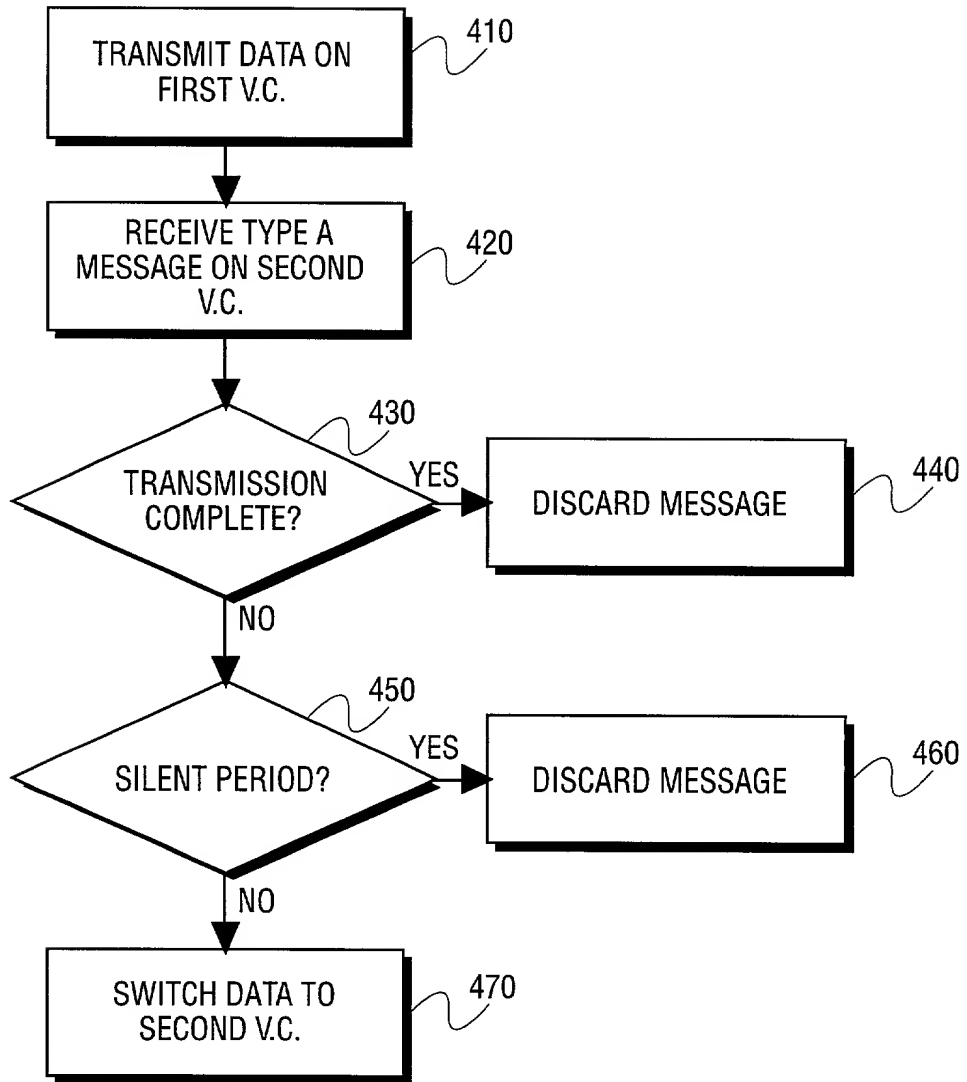 TRANSMIT DATA ON
FIRST V.C.
410
RECEIVE TYPE A
MESSAGE ON SECOND
V.C.
420
430
TRANSMISSION
COMPLETE?
YES
DISCARD MESSAGE
440
NO
450
SILENT PERIOD?
YES
DISCARD MESSAGE
460
NO
SWITCH DATA TO
SECOND V.C.
470